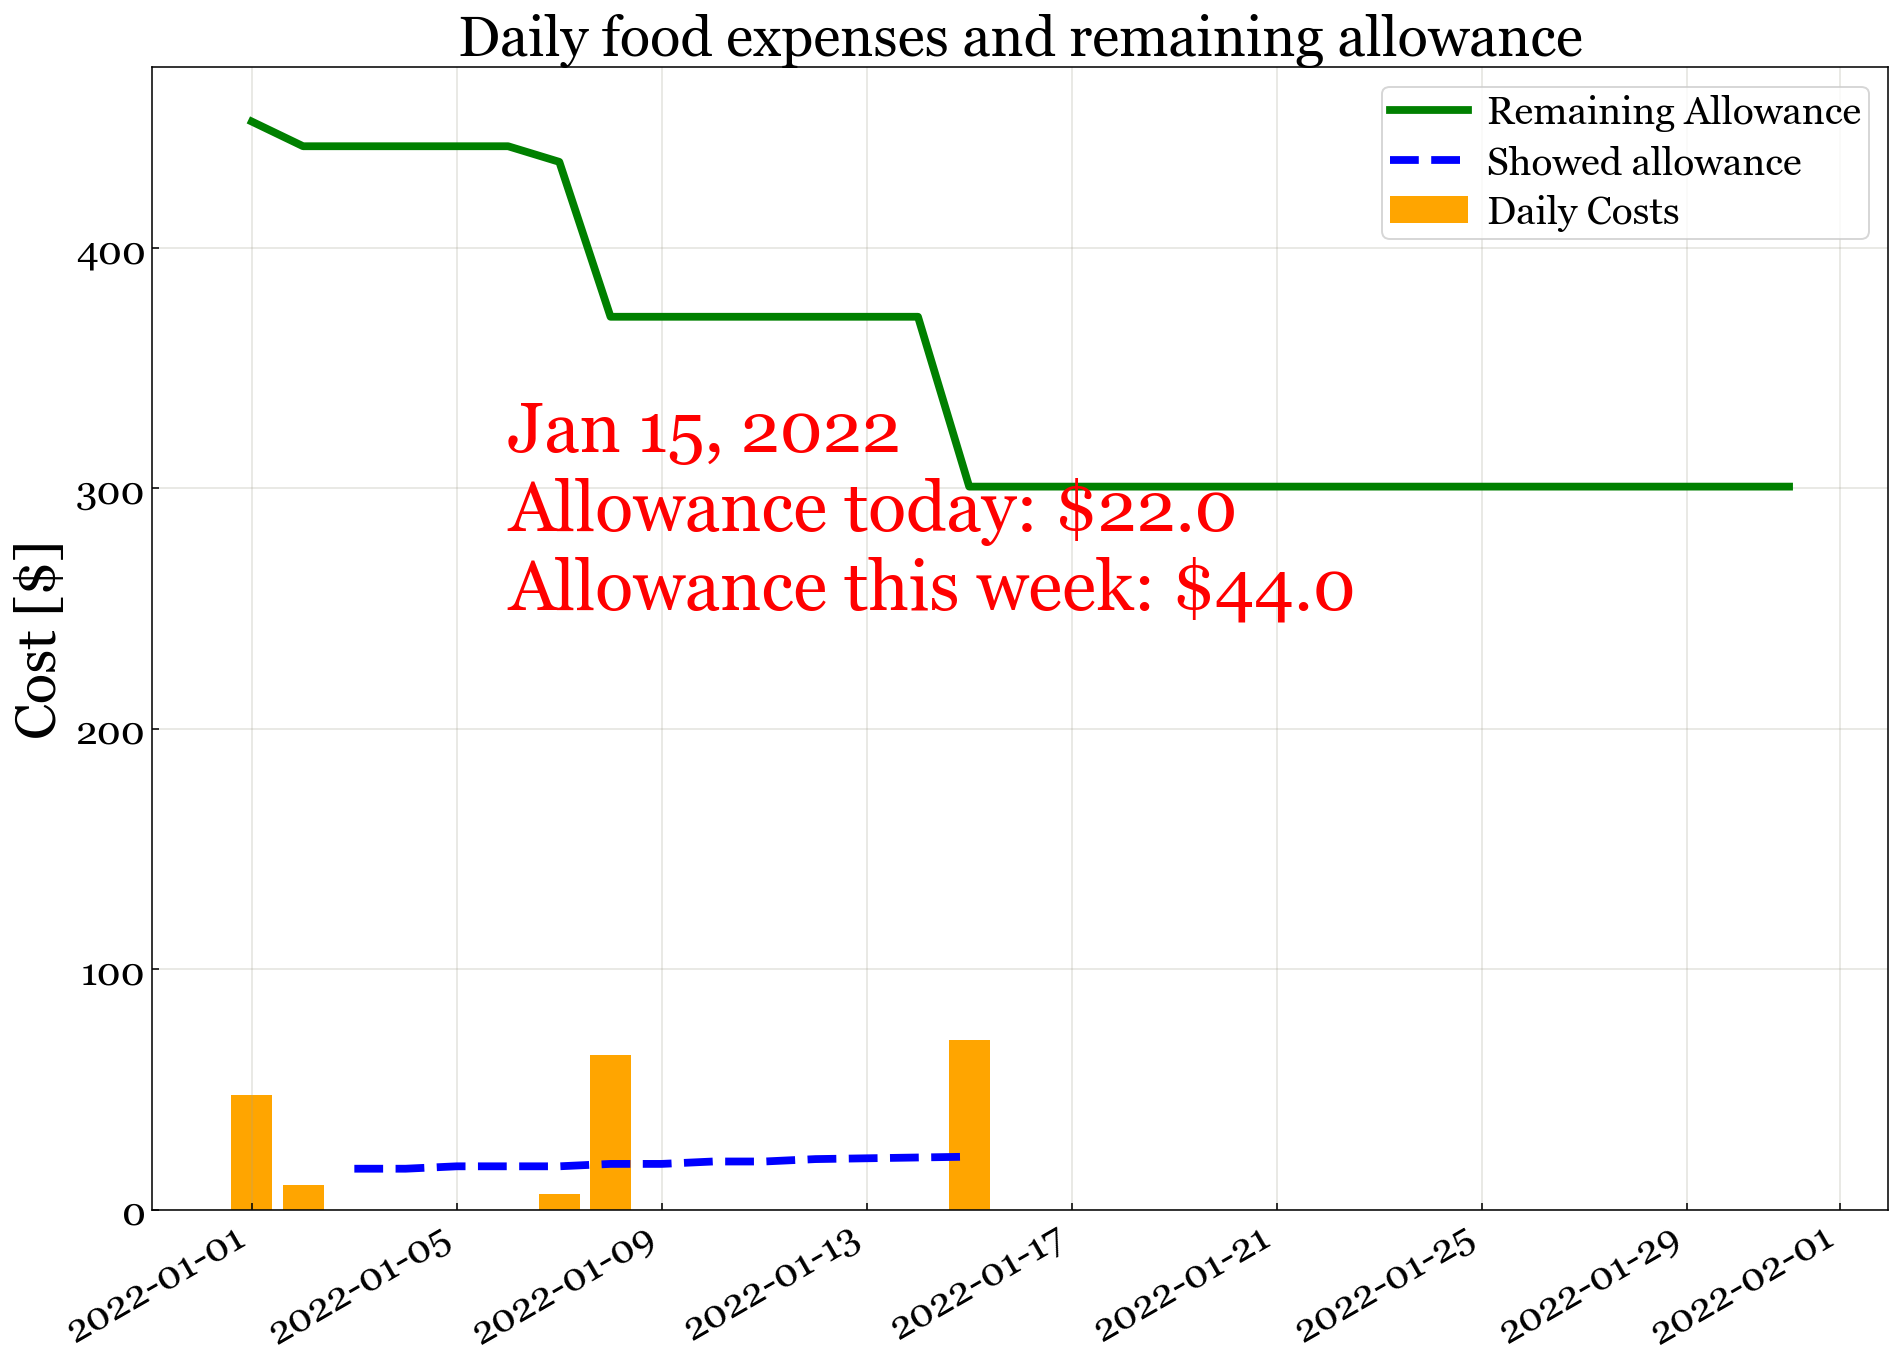 Daily food expenses and remaining allowance
Remaining Allowance
Showed allowance
Daily Costs
Cost [$]
400
300
200
100
0
Jan 15, 2022
Allowance today: $22.0
Allowance this week: $44.0
2022-01-01
2022-01-05
2022-01-09
2022-01-13
2022-01-17
2022-01-21
2022-01-25
2022-01-29
2022-02-01